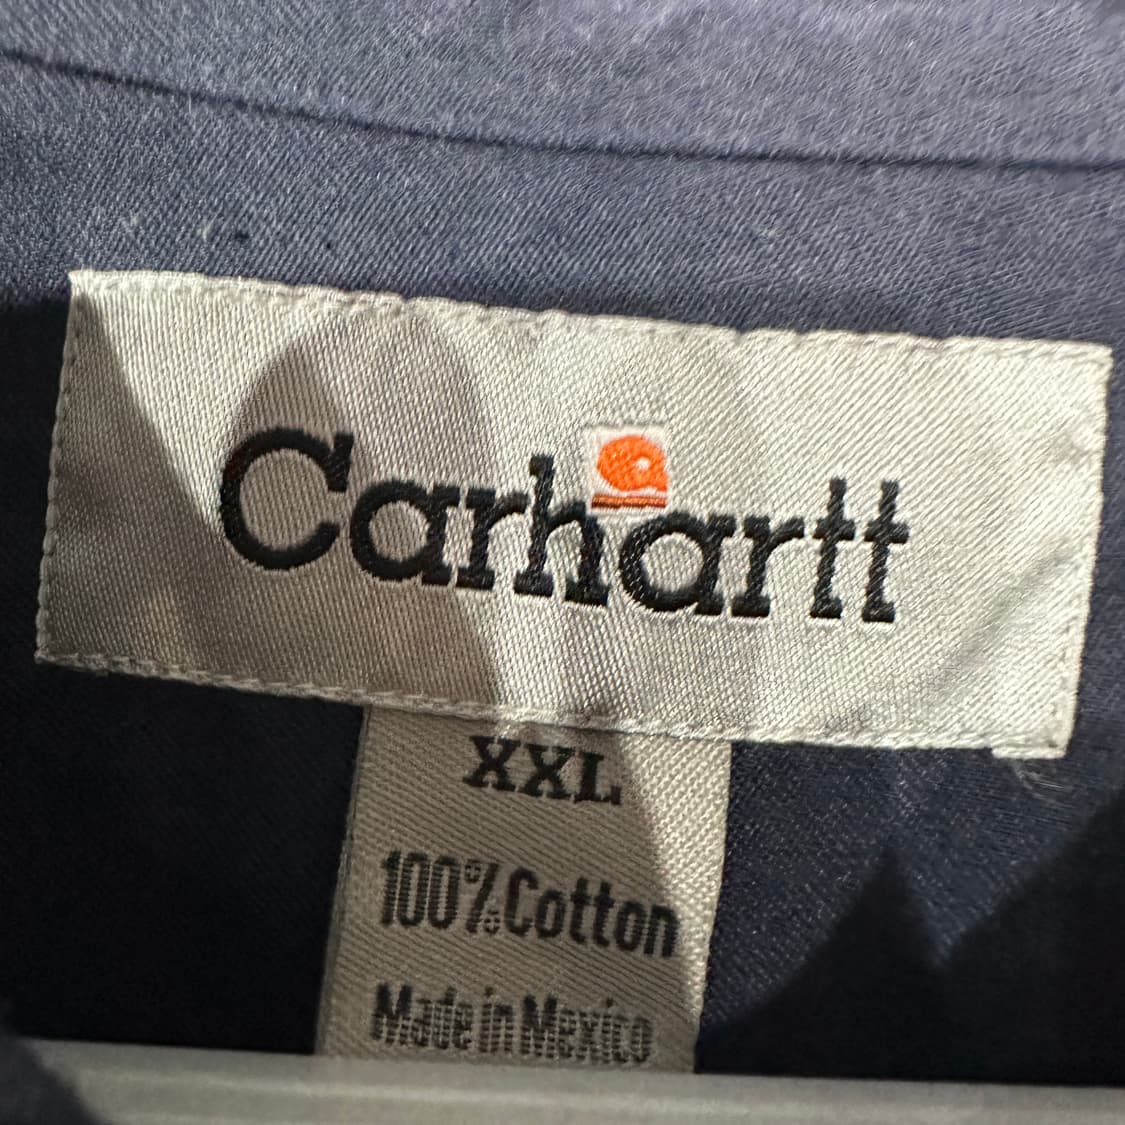 Carhartt
XXL
100% Cotton
Made in Mexico